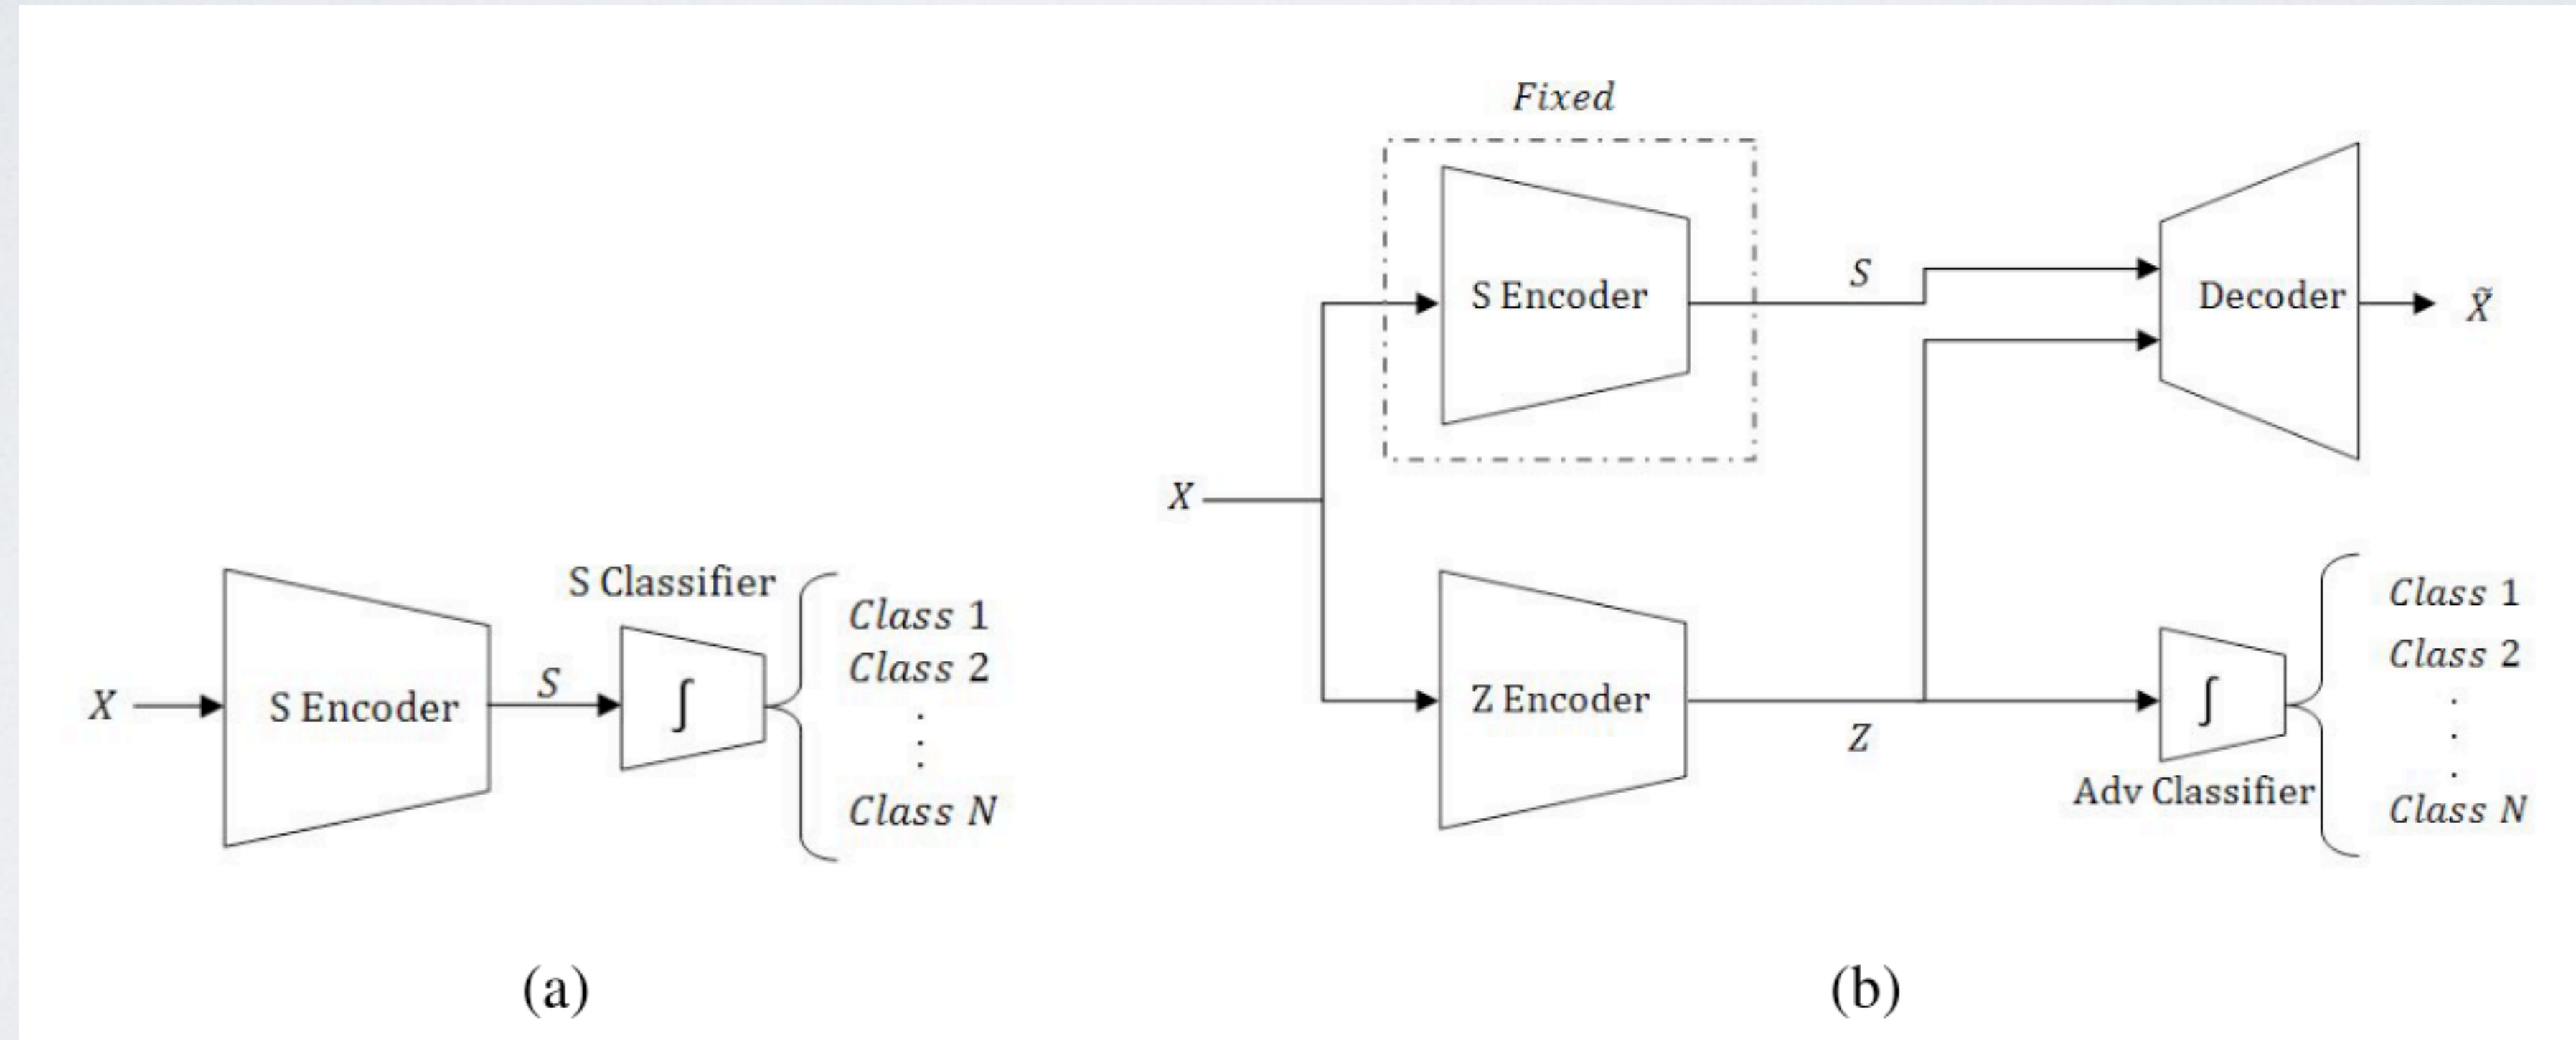 X
S Encoder
S
S Classifier
∫
Class 1
Class 2
.
.
.
Class N
(a)
Fixed
X
S Encoder
S
Decoder
X̃
Z Encoder
Z
∫
Adv Classifier
Class 1
Class 2
.
.
.
Class N
(b)